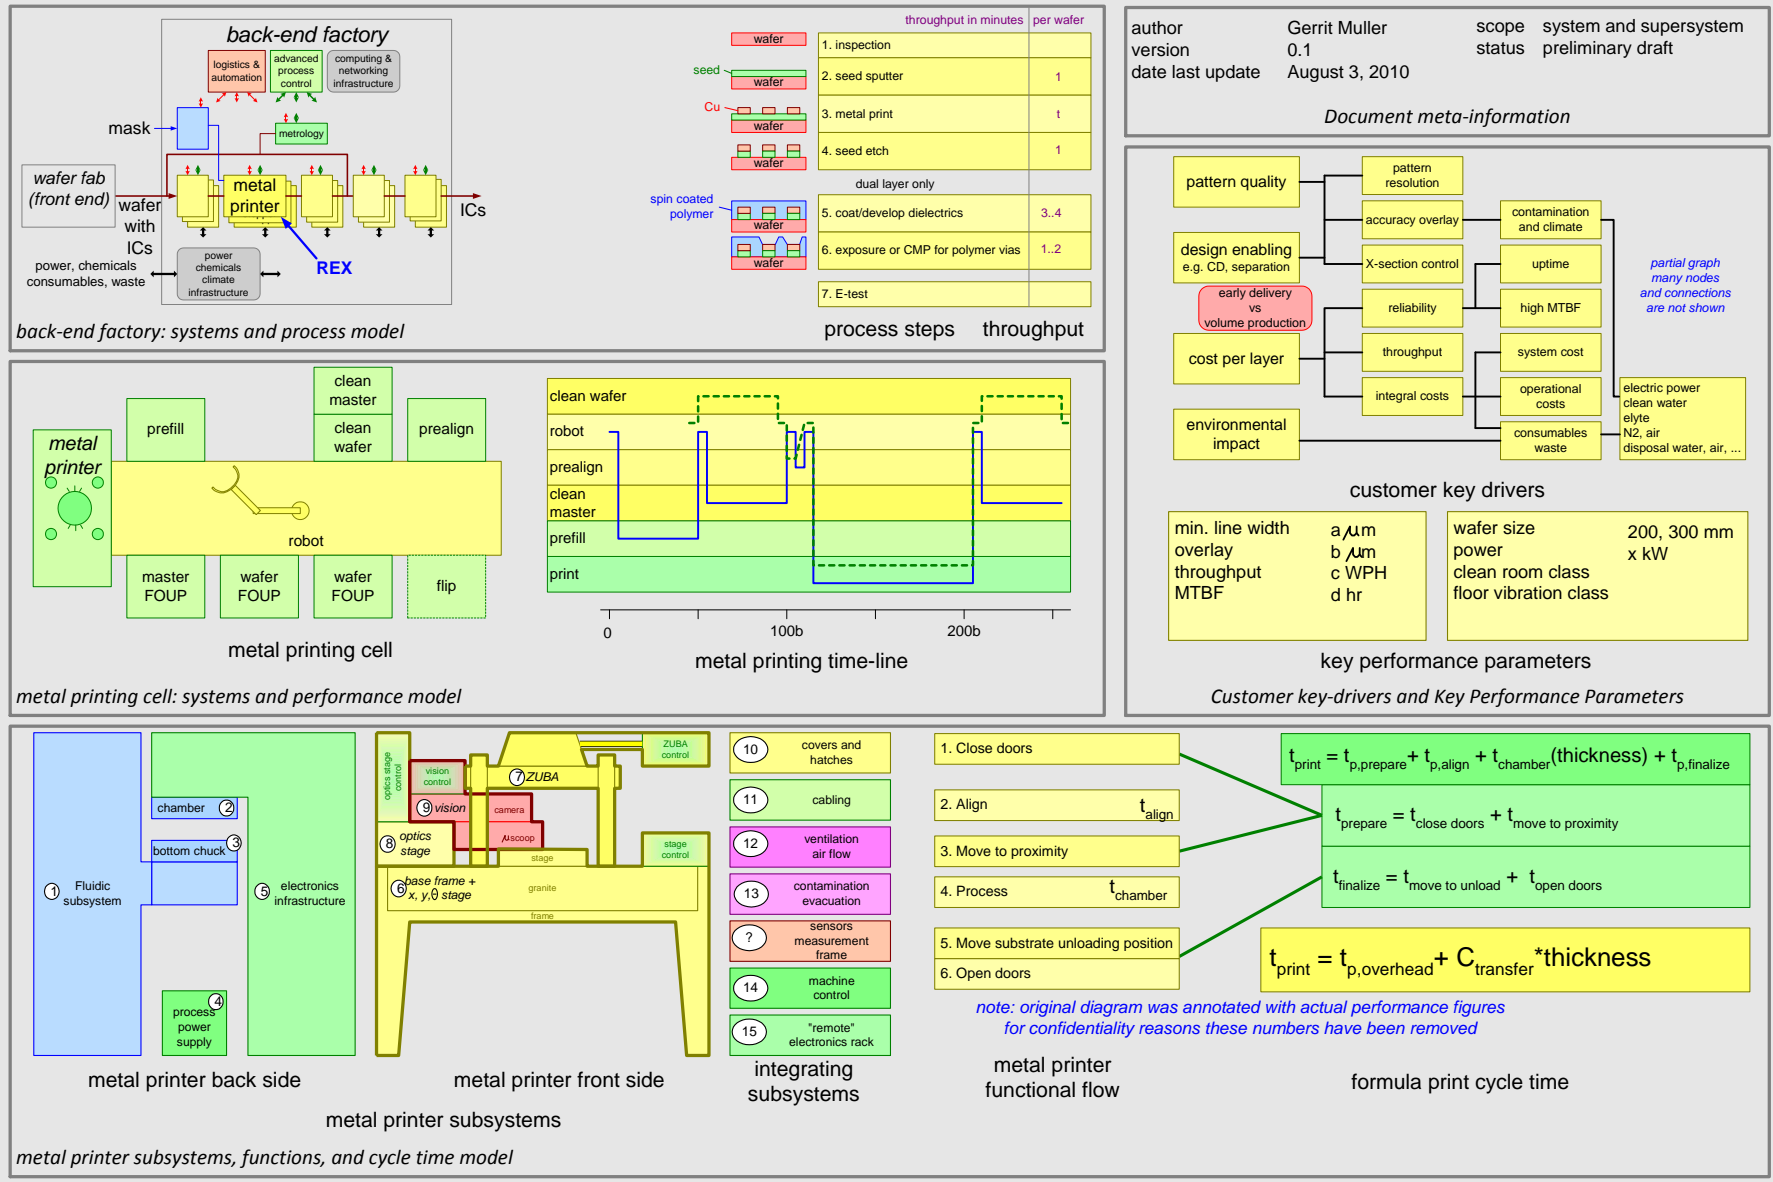 back-end factory
logistics &
automation
advanced
process
control
computing &
networking
infrastructure
mask
metrology
wafer fab
(front end)
metal
printer
wafer
with
ICs
ICs
power, chemicals
consumables, waste
power
chemicals
climate
infrastructure
REX
back-end factory: systems and process model
throughput in minutes
per wafer
wafer
1. inspection
seed
wafer
2. seed sputter
1
Cu
wafer
3. metal print
t
wafer
4. seed etch
1
dual layer only
spin coated
polymer
wafer
5. coat/develop dielectrics
3..4
wafer
6. exposure or CMP for polymer vias
1..2
7. E-test
process steps
throughput
author Gerrit Muller
version 0.1
date last update August 3, 2010
scope system and supersystem
status preliminary draft
Document meta-information
pattern quality
pattern
resolution
accuracy overlay
contamination
and climate
design enabling
e.g. CD, separation
X-section control
uptime
early delivery
vs
volume production
reliability
high MTBF
partial graph
many nodes
and connections
are not shown
cost per layer
throughput
system cost
integral costs
operational
costs
environmental
impact
consumables
waste
electric power
clean water
elyte
N2, air
disposal water, air, ...
customer key drivers
min. line width a μm
overlay b μm
throughput c WPH
MTBF d hr
wafer size 200, 300 mm
power x kW
clean room class
floor vibration class
key performance parameters
Customer key-drivers and Key Performance Parameters
metal
printer
prefill
clean
master
clean
wafer
prealign
robot
master
FOUP
wafer
FOUP
wafer
FOUP
flip
metal printing cell
clean wafer
robot
prealign
clean
master
prefill
print
0
100b
200b
metal printing time-line
metal printing cell: systems and performance model
chamber 2
bottom chuck 3
1 Fluidic
subsystem
5 electronics
infrastructure
4
process
power
supply
metal printer back side
optics stage
control
vision
control
ZUBA
control
7 ZUBA
9 vision
camera
μscoop
8 optics
stage
stage
stage
control
6 base frame +
x, y,θ stage
granite
frame
metal printer front side
metal printer subsystems
10 covers and
hatches
11 cabling
12 ventilation
air flow
13 contamination
evacuation
? sensors
measurement
frame
14 machine
control
15 "remote"
electronics rack
integrating
subsystems
1. Close doors
2. Align t align
3. Move to proximity
4. Process t chamber
5. Move substrate unloading position
6. Open doors
metal printer
functional flow
t print = t p,prepare + t p,align + t chamber (thickness) + t p,finalize
t prepare = t close doors + t move to proximity
t finalize = t move to unload + t open doors
t print = t p,overhead + C transfer *thickness
note: original diagram was annotated with actual performance figures
for confidentiality reasons these numbers have been removed
formula print cycle time
metal printer subsystems, functions, and cycle time model